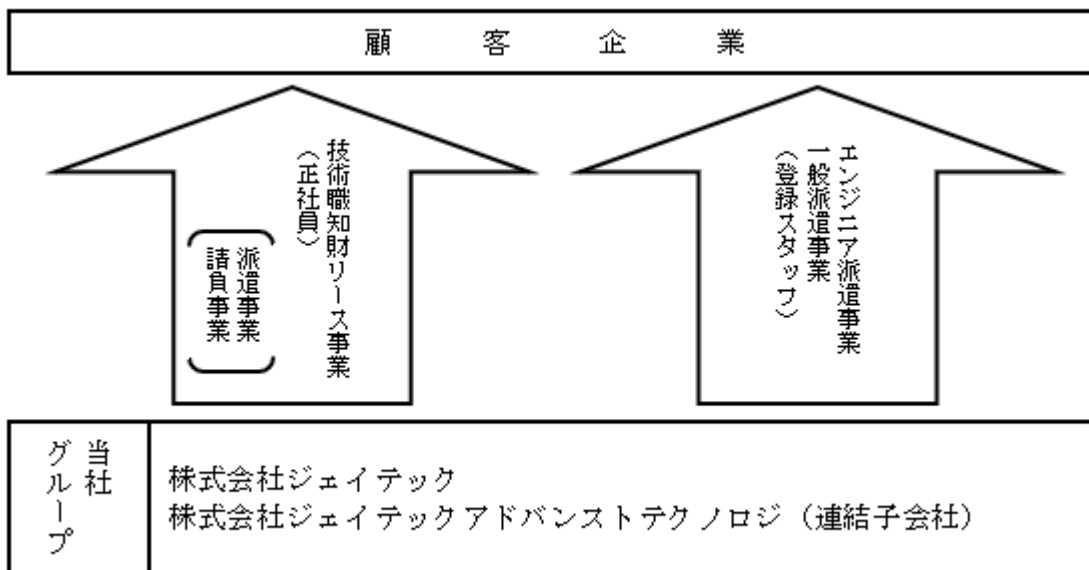 顧客企業
技術職知財リース事業
（正社員）
派遣事業
請負事業
エンジニア派遣事業
一般派遣事業
（登録スタッフ）
当社
グループ
株式会社ジェイテック
株式会社ジェイテックアドバンストテクノロジ（連結子会社）